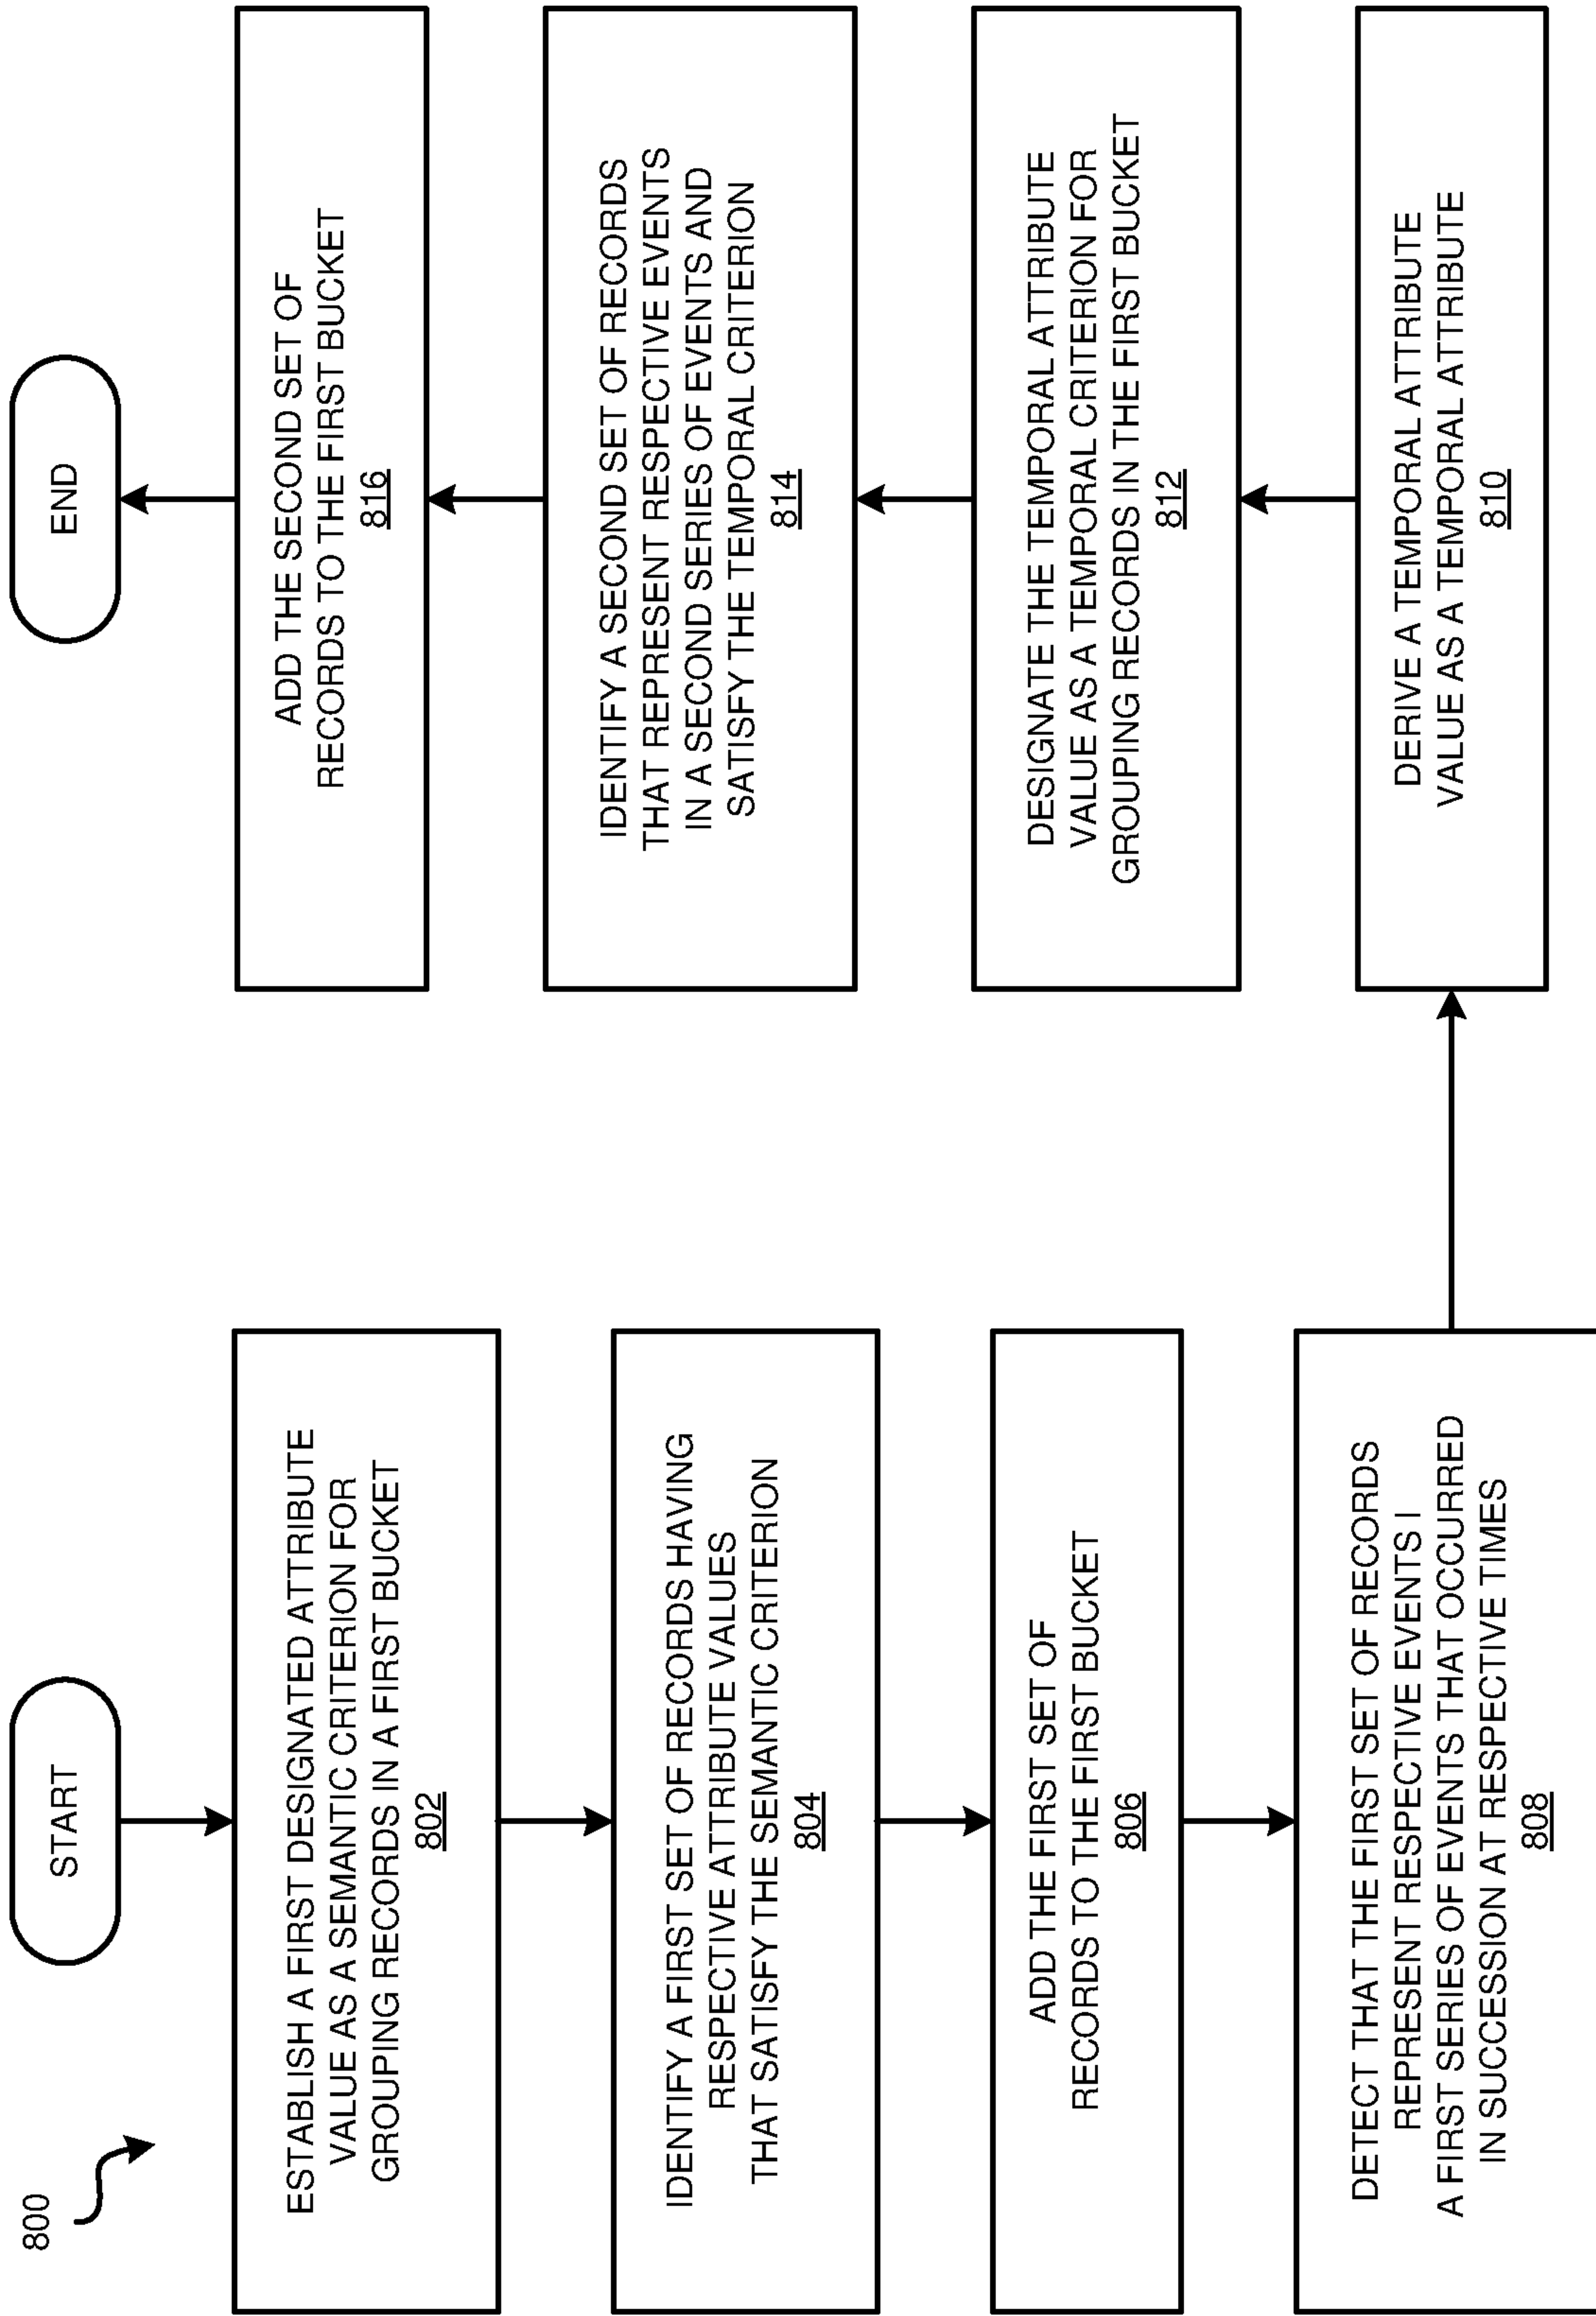 800
START
ESTABLISH A FIRST DESIGNATED ATTRIBUTE
VALUE AS A SEMANTIC CRITERION FOR
GROUPING RECORDS IN A FIRST BUCKET
802
IDENTIFY A FIRST SET OF RECORDS HAVING
RESPECTIVE ATTRIBUTE VALUES
THAT SATISFY THE SEMANTIC CRITERION
804
ADD THE FIRST SET OF
RECORDS TO THE FIRST BUCKET
806
DETECT THAT THE FIRST SET OF RECORDS
REPRESENT RESPECTIVE EVENTS I
A FIRST SERIES OF EVENTS THAT OCCURRED
IN SUCCESSION AT RESPECTIVE TIMES
808
DERIVE A TEMPORAL ATTRIBUTE
VALUE AS A TEMPORAL ATTRIBUTE
810
DESIGNATE THE TEMPORAL ATTRIBUTE
VALUE AS A TEMPORAL CRITERION FOR
GROUPING RECORDS IN THE FIRST BUCKET
812
IDENTIFY A SECOND SET OF RECORDS
THAT REPRESENT RESPECTIVE EVENTS
IN A SECOND SERIES OF EVENTS AND
SATISFY THE TEMPORAL CRITERION
814
ADD THE SECOND SET OF
RECORDS TO THE FIRST BUCKET
816
END